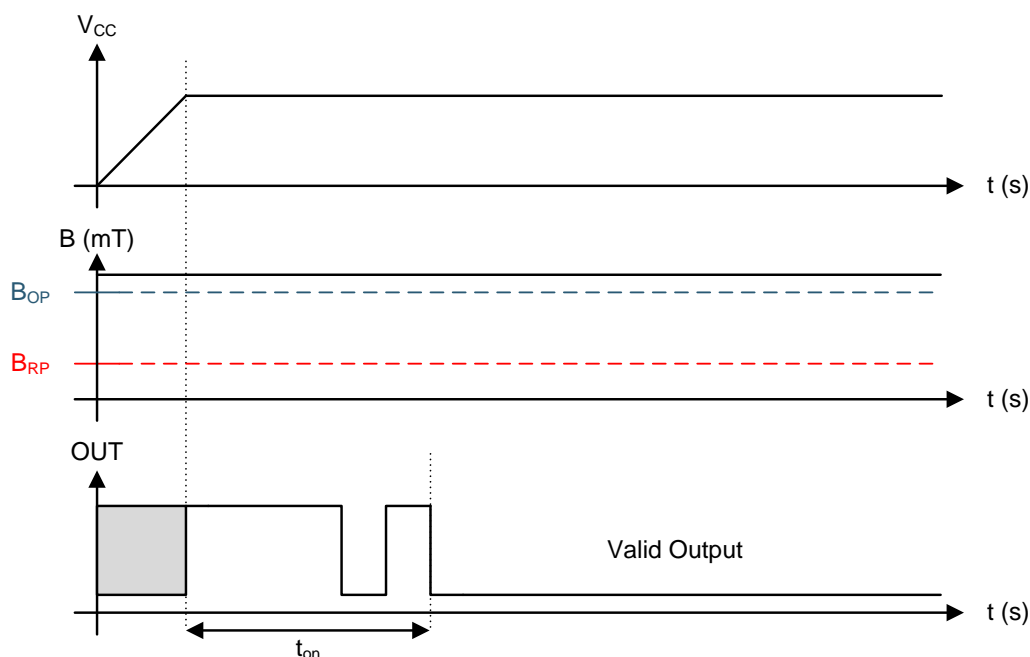 VCC
t (s)
B (mT)
BOP
BRP
t (s)
OUT
Valid Output
t (s)
ton